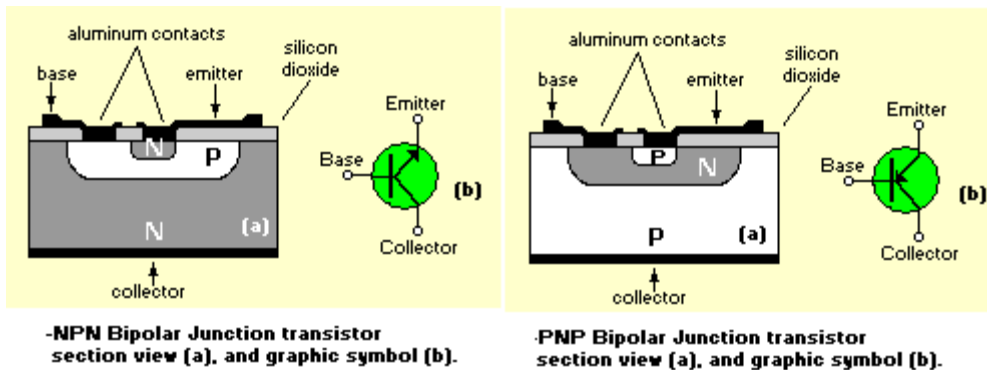 aluminum contacts
silicon
dioxide
base
emitter
Emitter
N
P
Base
(b)
N
(a)
Collector
collector
-NPN Bipolar Junction transistor
section view (a), and graphic symbol (b).
aluminum contacts
silicon
dioxide
base
emitter
Emitter
P
N
Base
(b)
P
(a)
Collector
collector
-PNP Bipolar Junction transistor
section view (a), and graphic symbol (b).